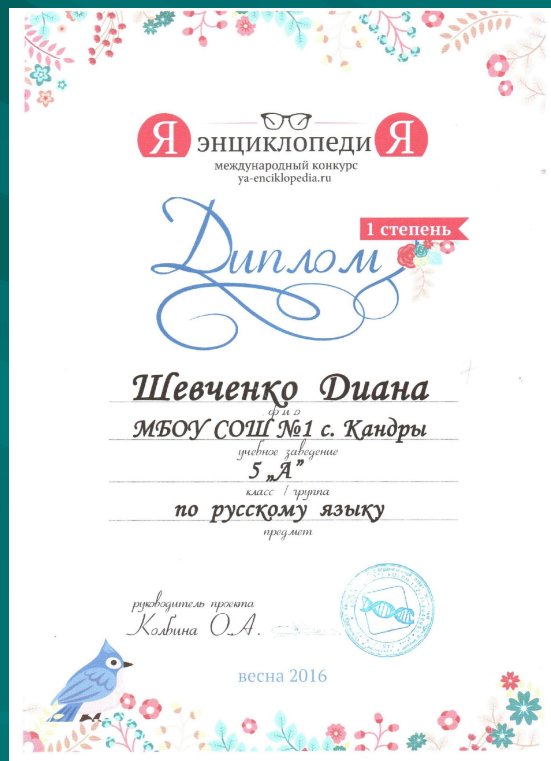 Я ЭНЦИКЛОПЕДИ Я
международный конкурс
ya-enciklopedia.ru
1 степень
Диплом
Шевченко Диана
ф и о
МБОУ СОШ №1 с. Кандры
учебное заведение
5 „А”
класс / группа
по русскому языку
предмет
руководитель проекта
Колбина О.А.
весна 2016